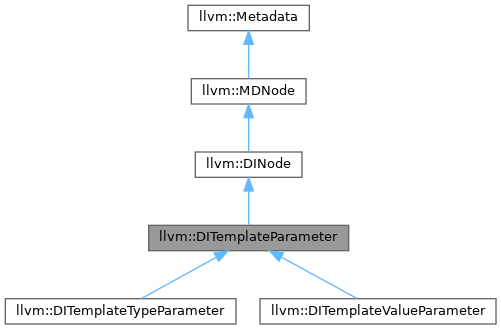 llvm::Metadata
llvm::MDNode
llvm::DINode
llvm::DITemplateParameter
llvm::DITemplateTypeParameter
llvm::DITemplateValueParameter